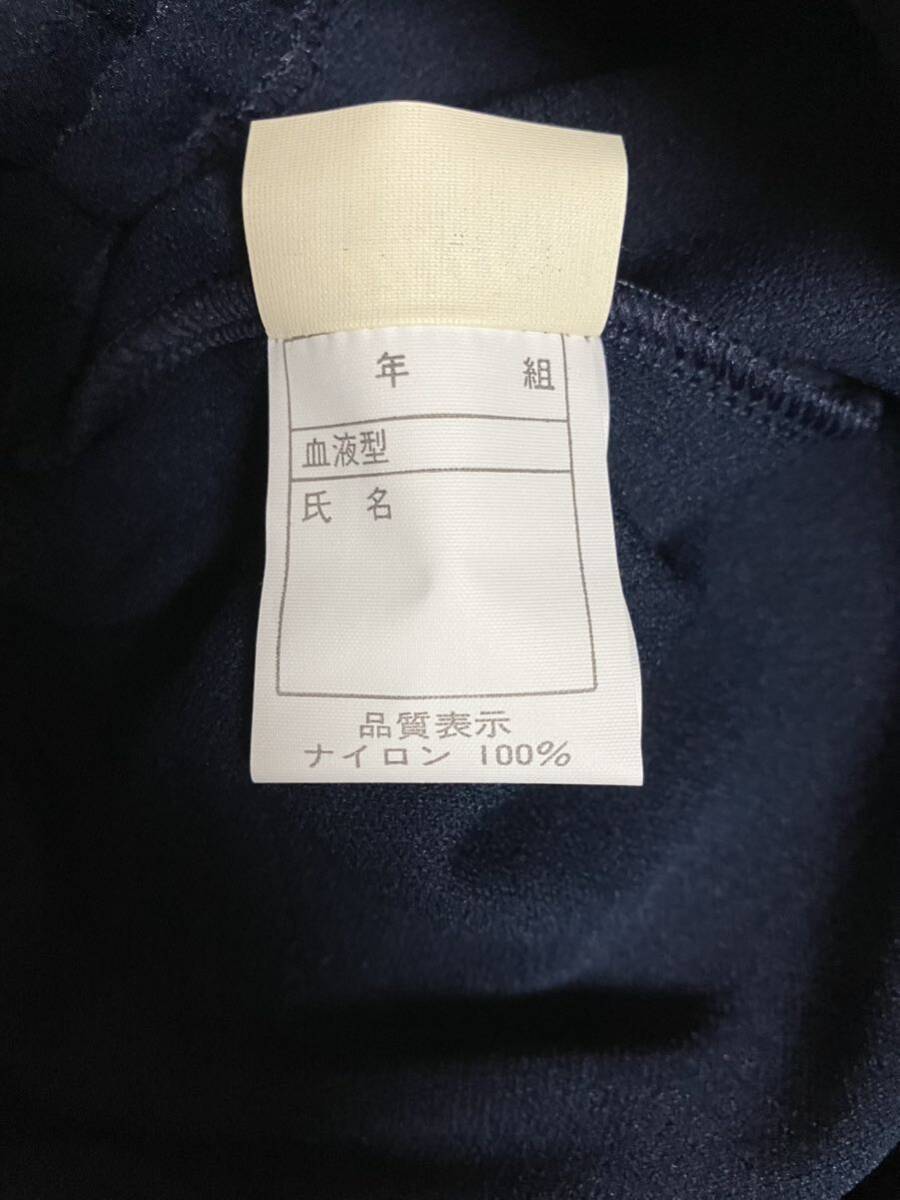 年 組
血液型
氏 名
品質表示
ナイロン 100%